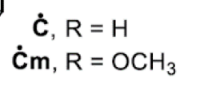 Ċ, R = H
Ċm, R = OCH₃